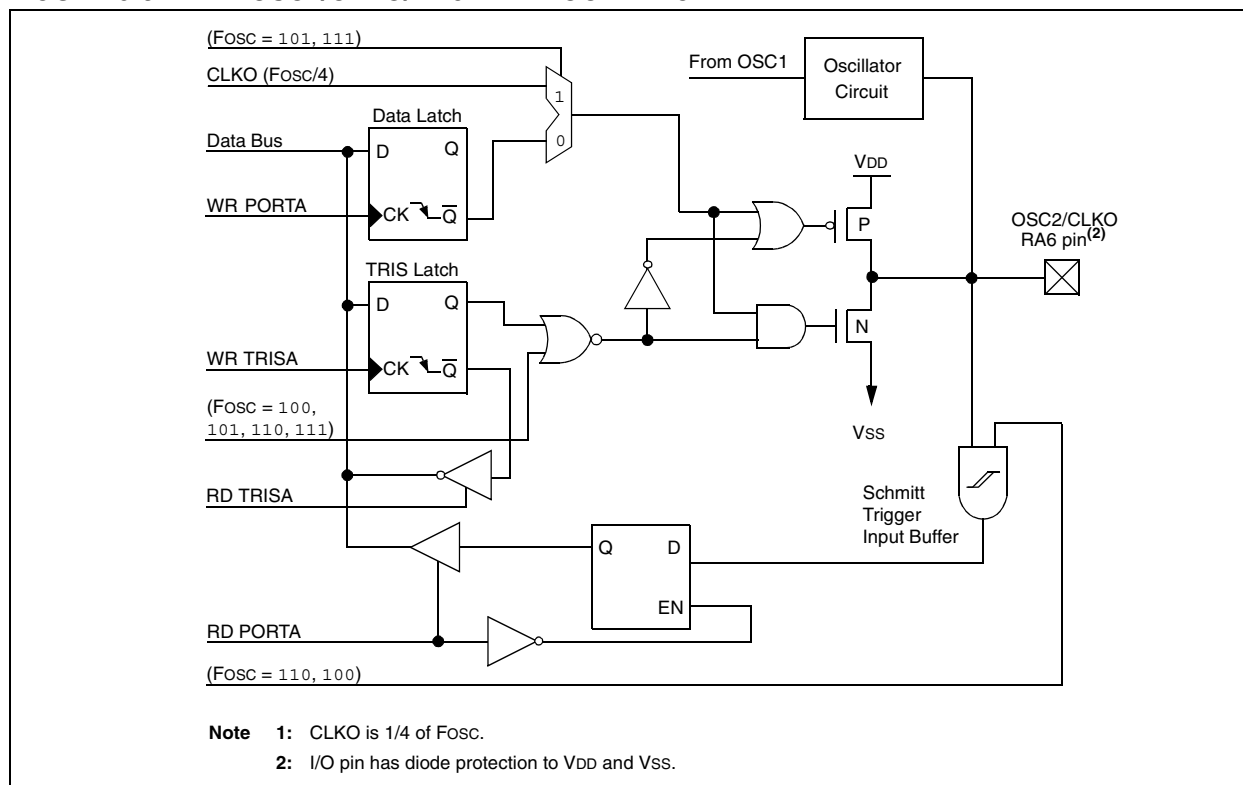 (FOSC = 101, 111)
CLKO (FOSC/4)
From OSC1
Oscillator
Circuit
1
0
Data Latch
Data Bus
D
Q
WR PORTA
CK
Q
VDD
P
OSC2/CLKO
RA6 pin(2)
TRIS Latch
D
Q
N
WR TRISA
CK
Q
(FOSC = 100,
101, 110, 111)
VSS
RD TRISA
Schmitt
Trigger
Input Buffer
Q
D
EN
RD PORTA
(FOSC = 110, 100)
Note 1: CLKO is 1/4 of FOSC.
2: I/O pin has diode protection to VDD and VSS.